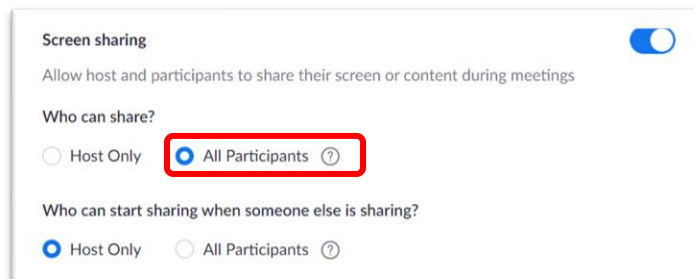 Screen sharing
Allow host and participants to share their screen or content during meetings
Who can share?
Host Only All Participants ?
Who can start sharing when someone else is sharing?
Host Only All Participants ?